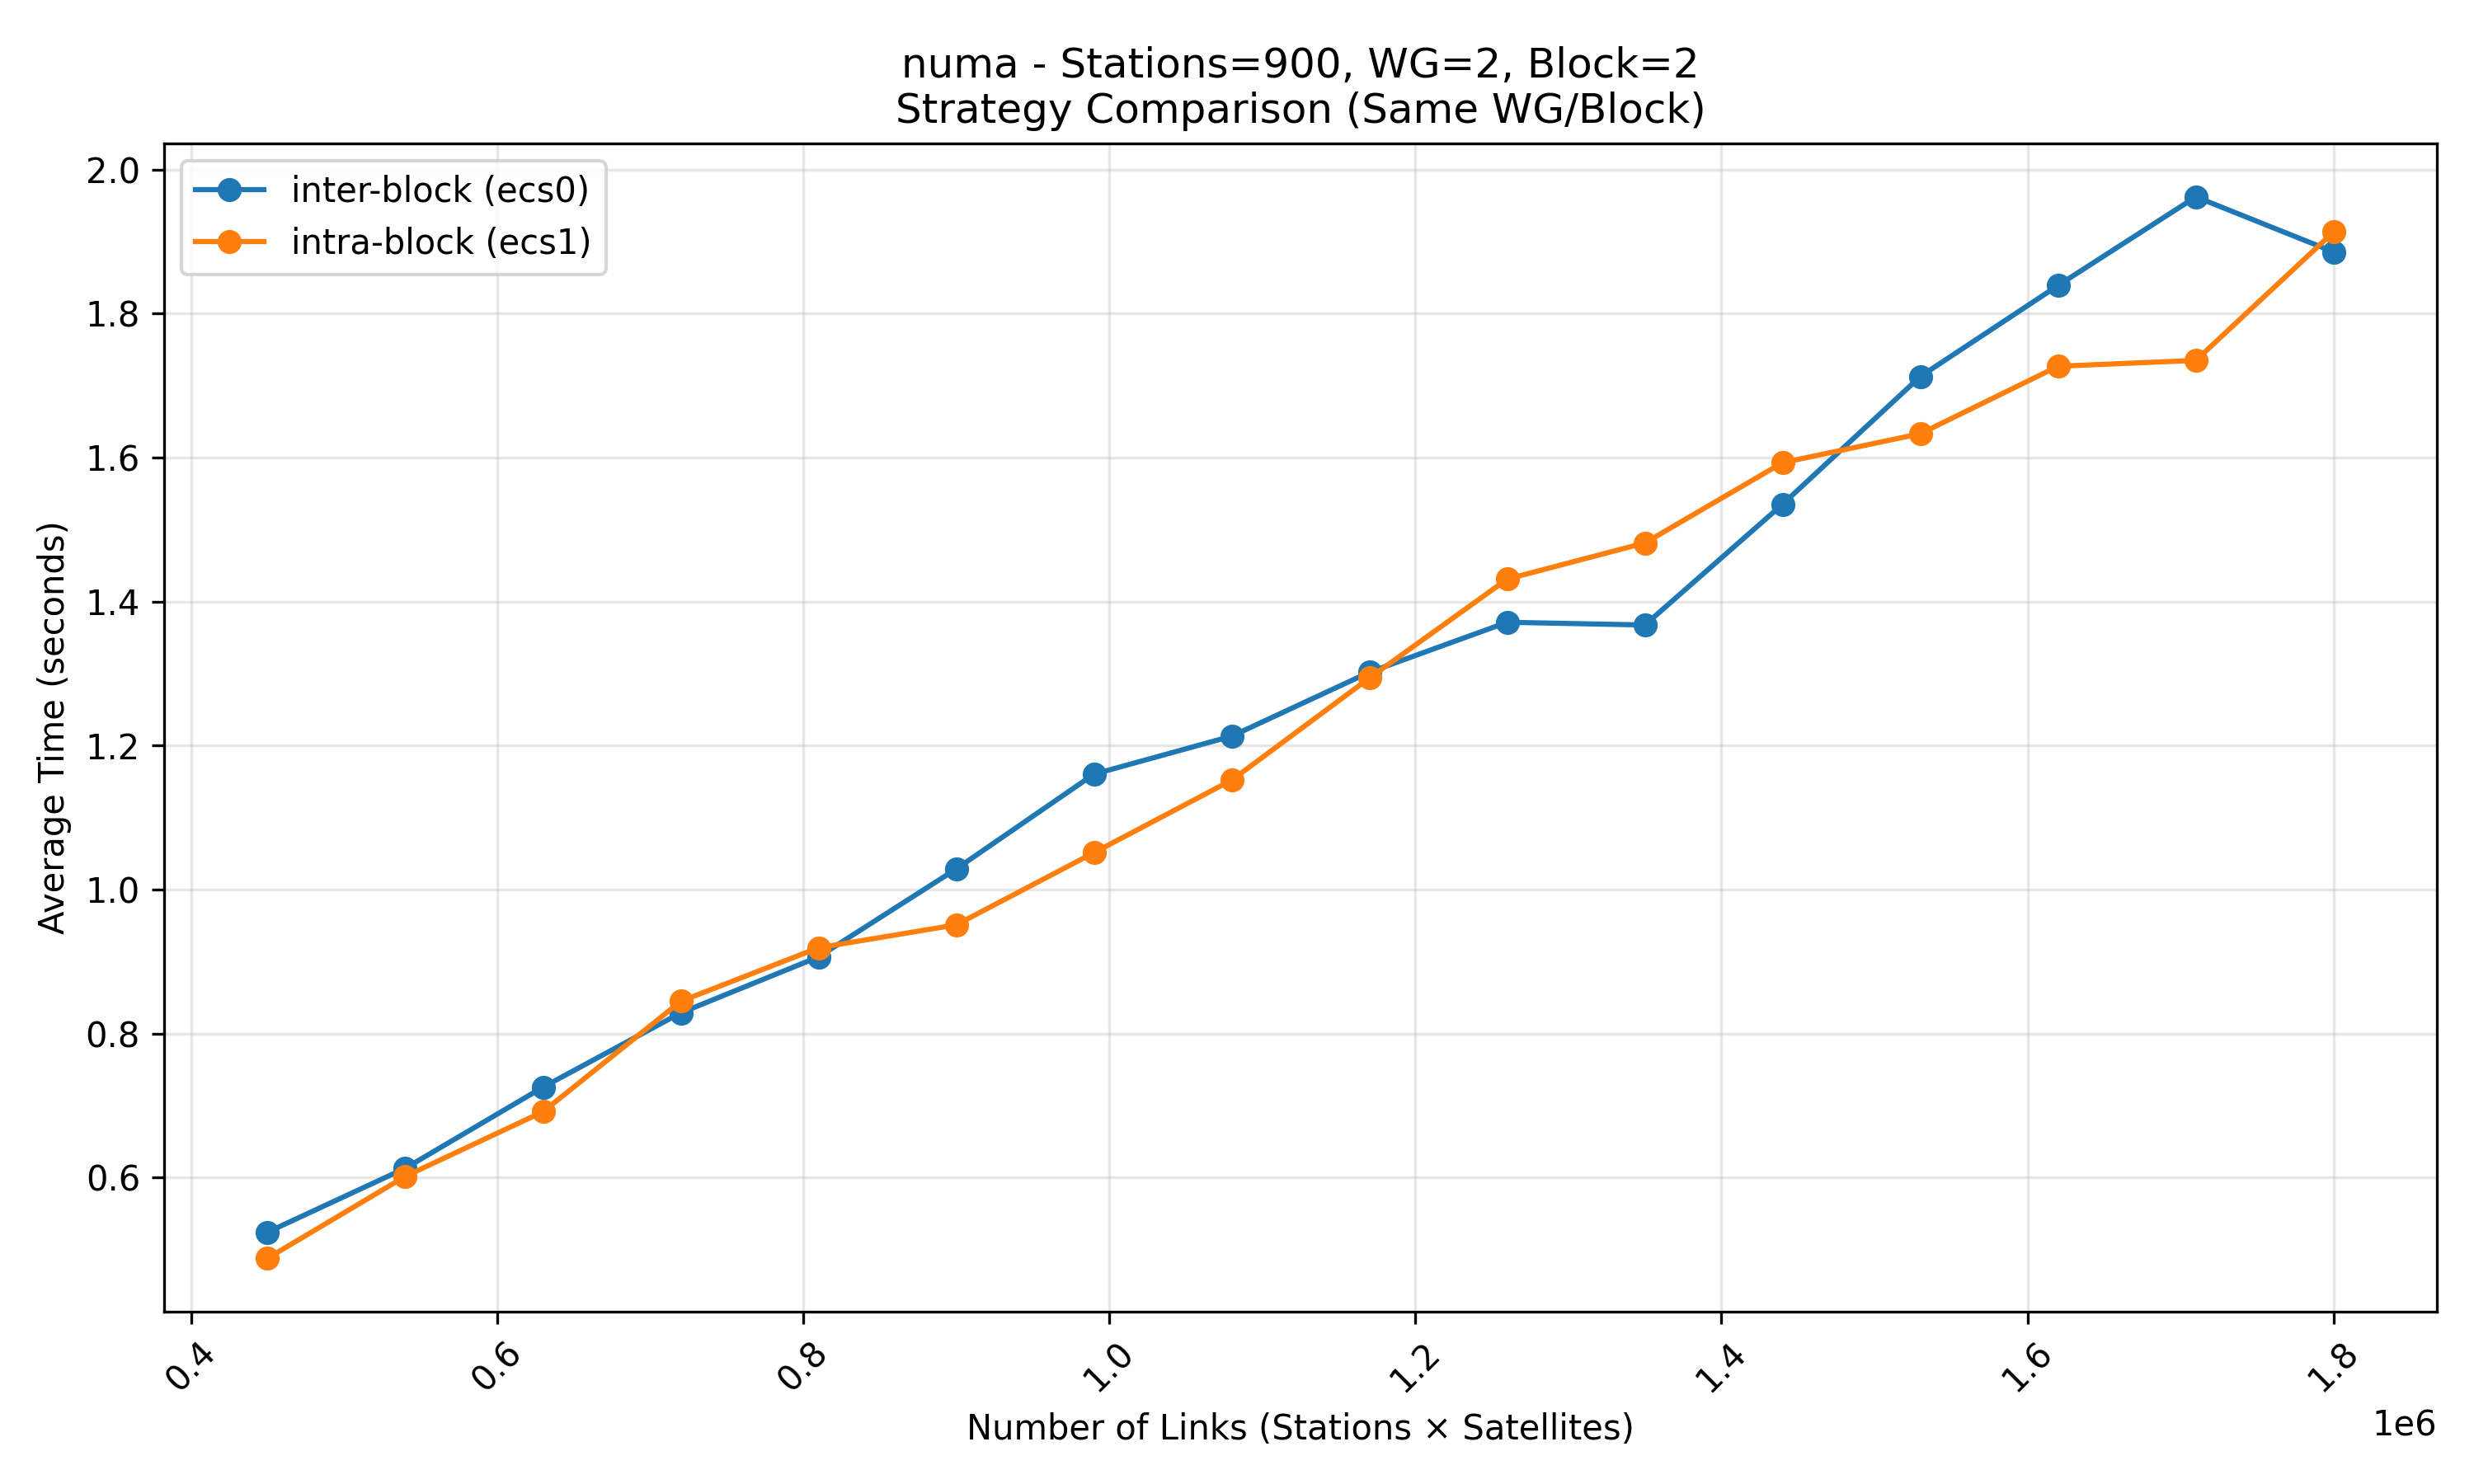 numa - Stations=900, WG=2, Block=2
Strategy Comparison (Same WG/Block)
inter-block (ecs0)
intra-block (ecs1)
Average Time (seconds)
2.0
1.8
1.6
1.4
1.2
1.0
0.8
0.6
0.4
0.6
0.8
1.0
1.2
1.4
1.6
1.8
1e6
Number of Links (Stations × Satellites)